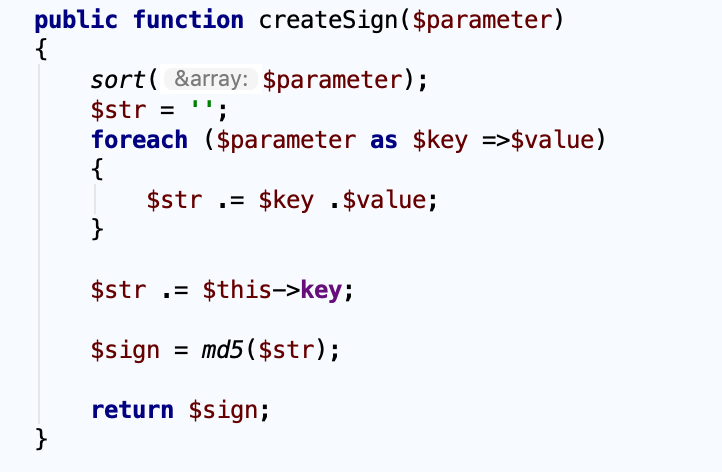 public function createSign($parameter)
{
sort( &array: $parameter);
$str = '';
foreach ($parameter as $key =>$value)
{
$str .= $key .$value;
}
$str .= $this->key;
$sign = md5($str);
return $sign;
}